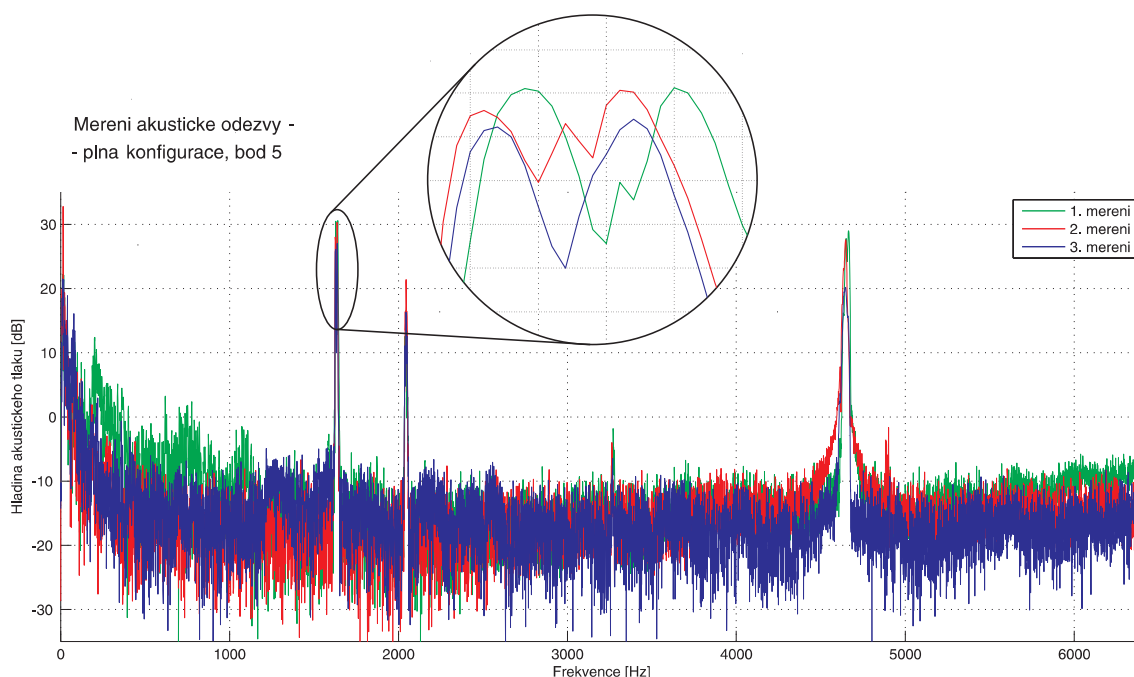 Mereni akusticke odezvy -
- plna konfigurace, bod 5
1. mereni
2. mereni
3. mereni
Hladina akustickeho tlaku [dB]
30
20
10
0
-10
-20
-30
0
1000
2000
3000
4000
5000
6000
Frekvence [Hz]